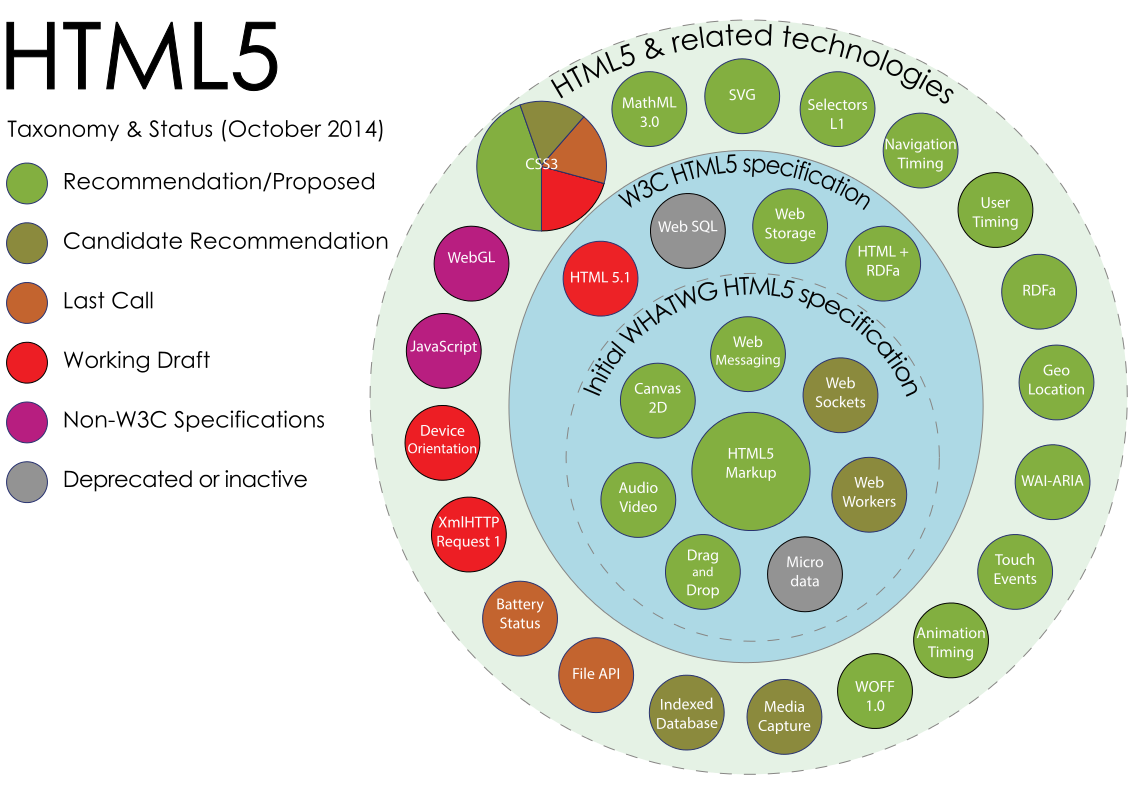 HTML5
Taxonomy & Status (October 2014)
Recommendation/Proposed
Candidate Recommendation
Last Call
Working Draft
Non-W3C Specifications
Deprecated or inactive
HTML5 & related technologies
CSS3
MathML
3.0
SVG
Selectors
L1
Navigation
Timing
User
Timing
RDFa
Geo
Location
WAI-ARIA
Touch
Events
Animation
Timing
WOFF
1.0
Media
Capture
Indexed
Database
File API
Battery
Status
XmlHTTP
Request 1
Device
Orientation
JavaScript
WebGL
W3C HTML5 specification
HTML 5.1
Web SQL
Web
Storage
HTML +
RDFa
Initial WHATWG HTML5 specification
Web
Messaging
Canvas
2D
Web
Sockets
HTML5
Markup
Audio
Video
Web
Workers
Drag
and
Drop
Micro
data